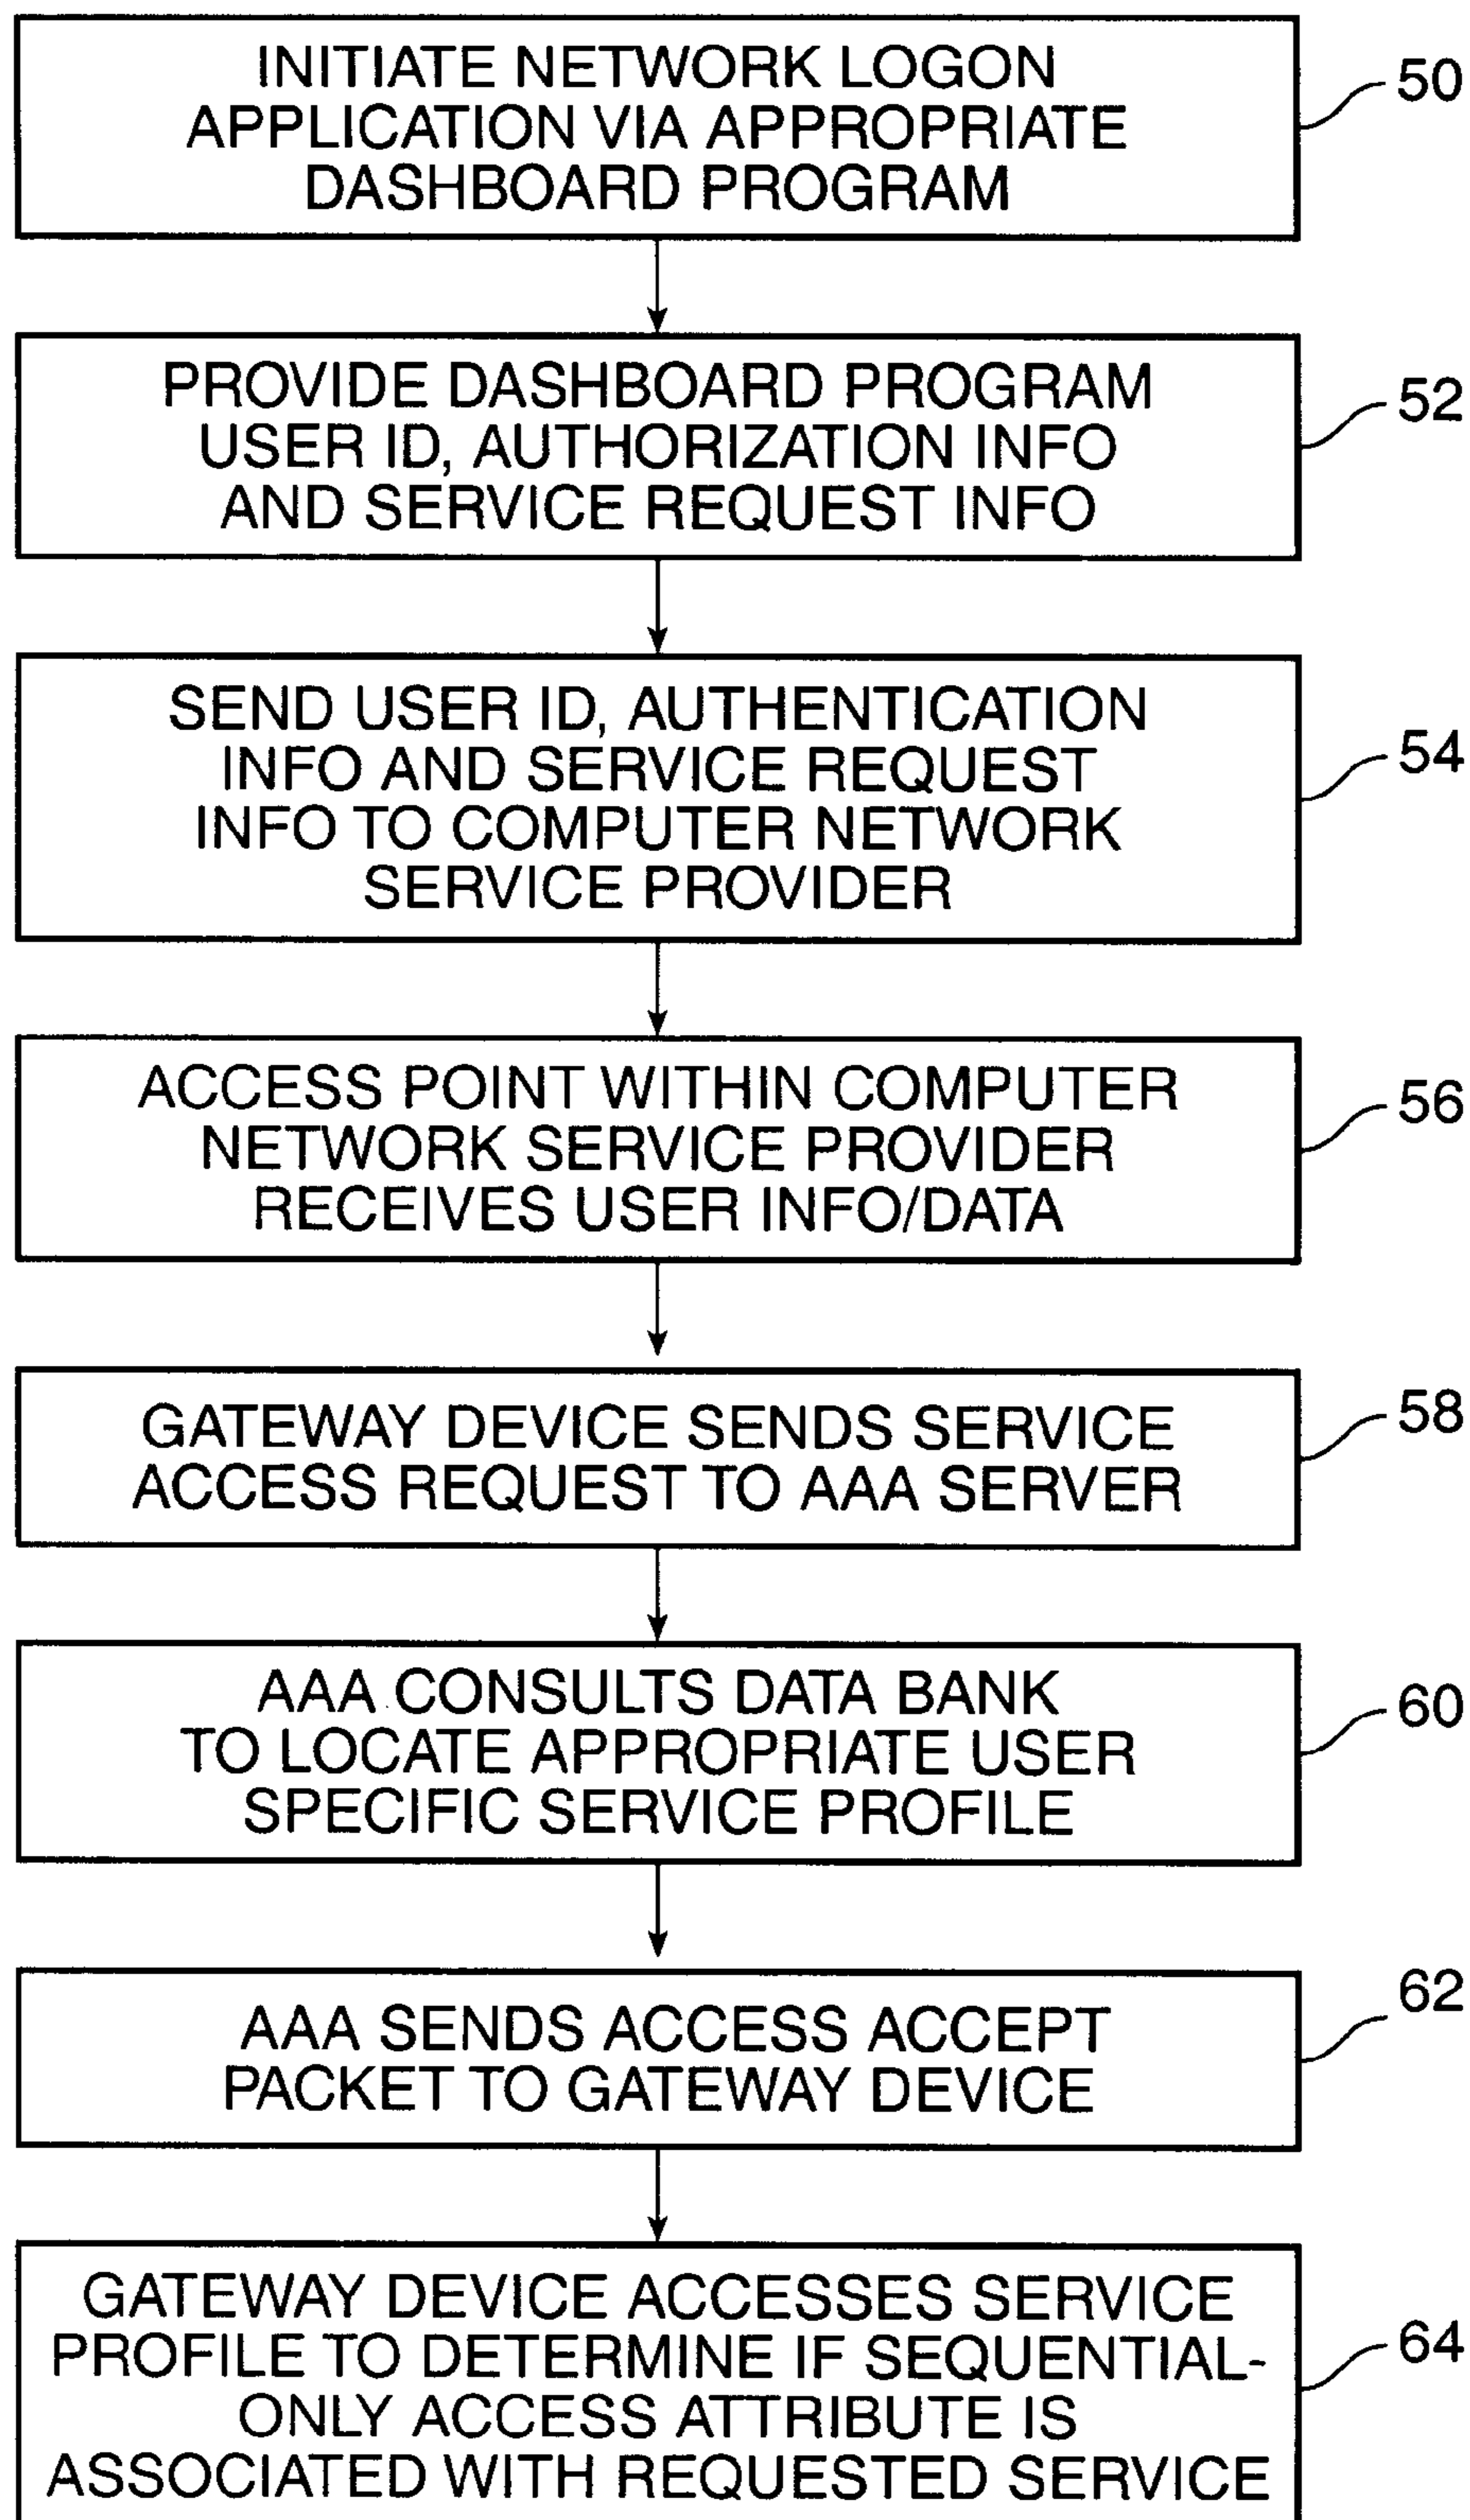 INITIATE NETWORK LOGON
APPLICATION VIA APPROPRIATE
DASHBOARD PROGRAM
50
PROVIDE DASHBOARD PROGRAM
USER ID, AUTHORIZATION INFO
AND SERVICE REQUEST INFO
52
SEND USER ID, AUTHENTICATION
INFO AND SERVICE REQUEST
INFO TO COMPUTER NETWORK
SERVICE PROVIDER
54
ACCESS POINT WITHIN COMPUTER
NETWORK SERVICE PROVIDER
RECEIVES USER INFO/DATA
56
GATEWAY DEVICE SENDS SERVICE
ACCESS REQUEST TO AAA SERVER
58
AAA CONSULTS DATA BANK
TO LOCATE APPROPRIATE USER
SPECIFIC SERVICE PROFILE
60
AAA SENDS ACCESS ACCEPT
PACKET TO GATEWAY DEVICE
62
GATEWAY DEVICE ACCESSES SERVICE
PROFILE TO DETERMINE IF SEQUENTIAL-
ONLY ACCESS ATTRIBUTE IS
ASSOCIATED WITH REQUESTED SERVICE
64